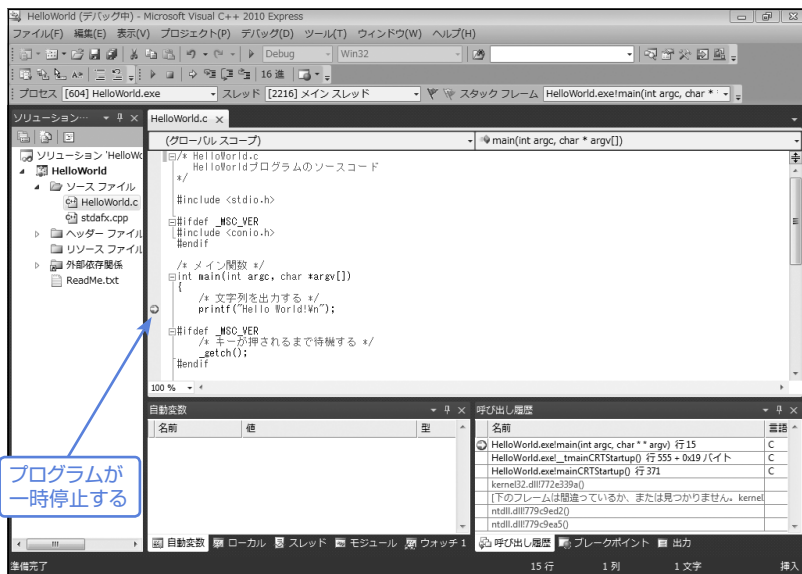 HelloWorld (デバッグ中) - Microsoft Visual C++ 2010 Express
ファイル(F) 編集(E) 表示(V) プロジェクト(P) デバッグ(D) ツール(T) ウィンドウ(W) ヘルプ(H)
Debug Win32
16 進
プロセス [604] HelloWorld.exe スレッド [2216] メイン スレッド スタック フレーム HelloWorld.exe!main(int argc, char *
ソリューション…
HelloWorld.c
(グローバル スコープ) main(int argc, char * argv[])
ソリューション 'HelloWo
HelloWorld
ソース ファイル
HelloWorld.c
stdafx.cpp
ヘッダー ファイル
リソース ファイル
外部依存関係
ReadMe.txt
/* HelloWorld.c
HelloWorldプログラムのソースコード
*/
#include <stdio.h>
#ifdef _MSC_VER
#include <conio.h>
#endif
/* メイン関数 */
int main(int argc, char *argv[])
{
/* 文字列を出力する */
printf("Hello World!¥n");
#ifdef _MSC_VER
/* キーが押されるまで待機する */
_getch();
#endif
100 %
プログラムが
一時停止する
自動変数
名前 値 型
呼び出し履歴
名前 言語
HelloWorld.exe!main(int argc, char * * argv) 行 15 C
HelloWorld.exe!__tmainCRTStartup() 行 555 + 0x19 バイト C
HelloWorld.exe!mainCRTStartup() 行 371 C
kernel32.dll!772e339a()
[下のフレームは間違っているか、または見つかりません。kernel
ntdll.dll!779c9ed2()
ntdll.dll!779c9ea5()
自動変数 ローカル スレッド モジュール ウォッチ 1
呼び出し履歴 ブレークポイント 出力
準備完了 15 行 1 列 1 文字 挿入